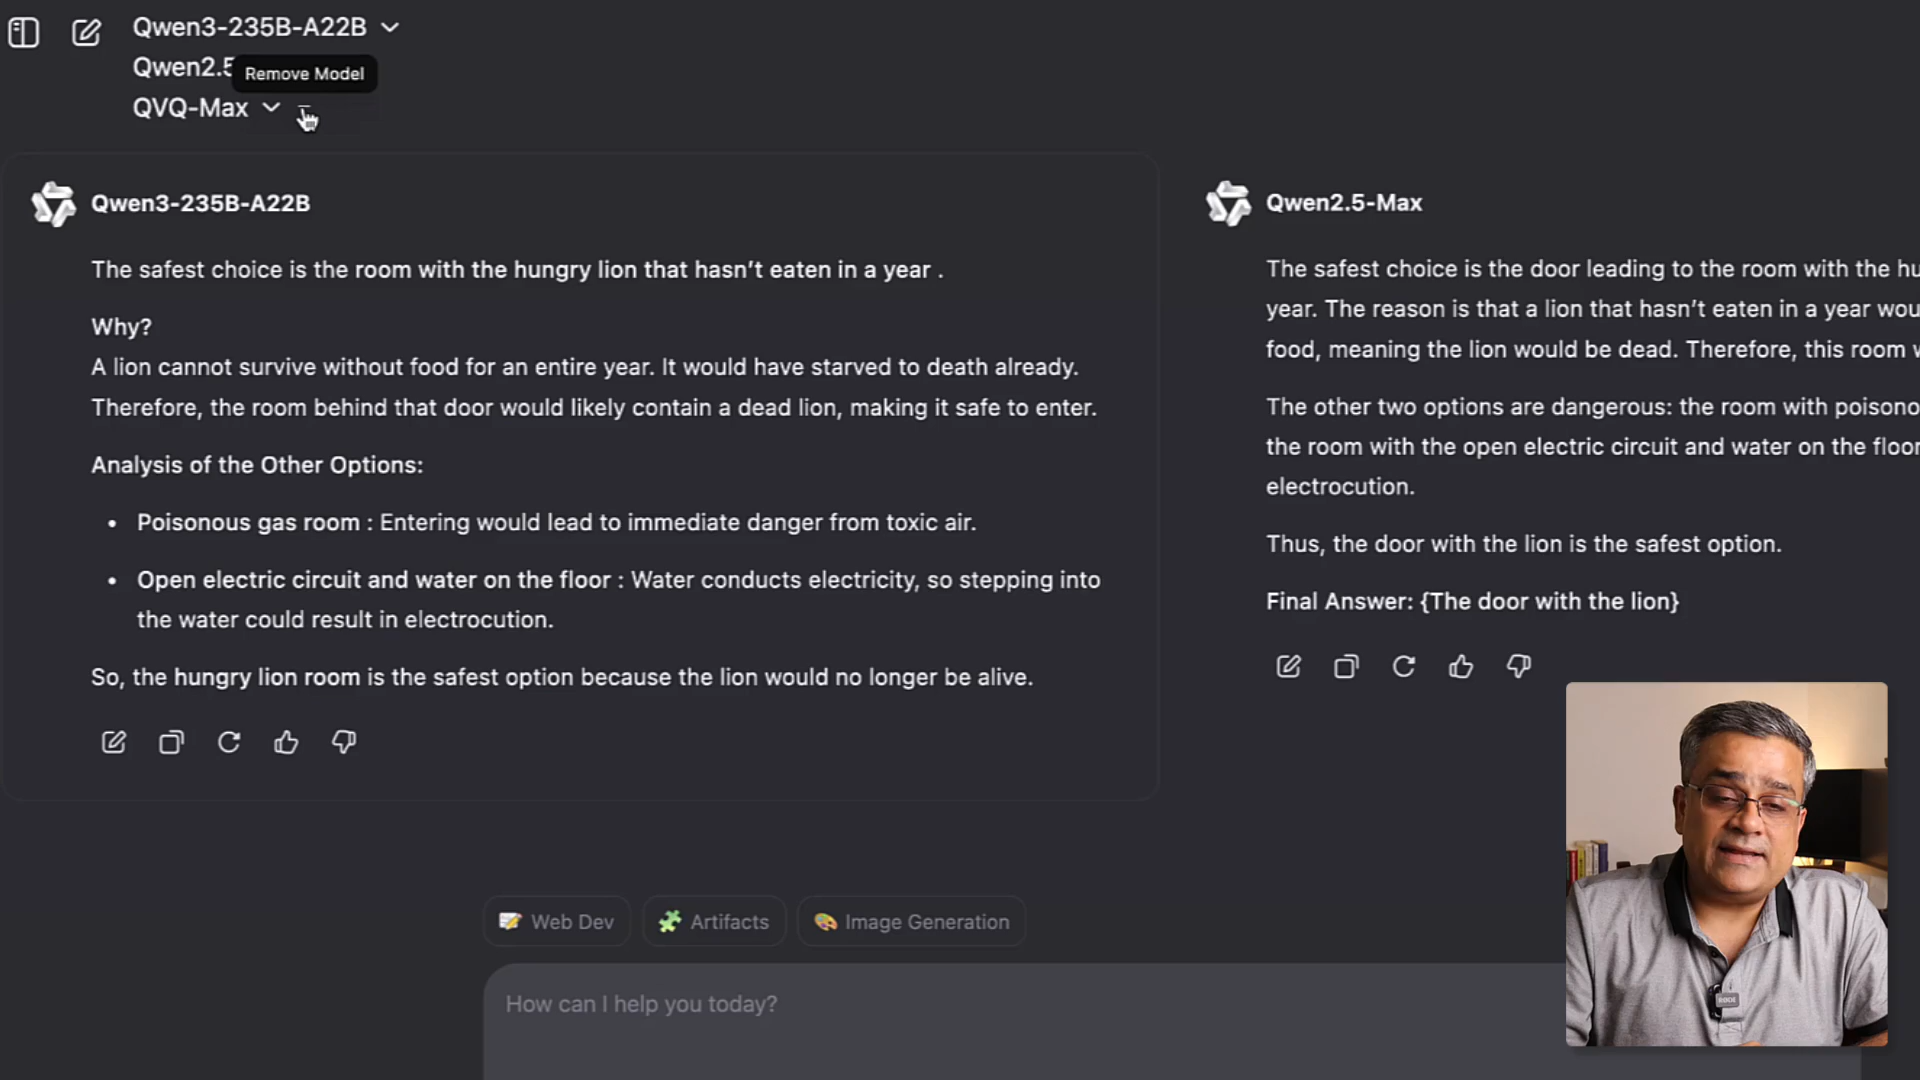 Qwen3-235B-A22B
Qwen2.5
Remove Model
QVQ-Max
Qwen3-235B-A22B
The safest choice is the room with the hungry lion that hasn’t eaten in a year .
Why?
A lion cannot survive without food for an entire year. It would have starved to death already.
Therefore, the room behind that door would likely contain a dead lion, making it safe to enter.
Analysis of the Other Options:
• Poisonous gas room : Entering would lead to immediate danger from toxic air.
• Open electric circuit and water on the floor : Water conducts electricity, so stepping into
the water could result in electrocution.
So, the hungry lion room is the safest option because the lion would no longer be alive.
Qwen2.5-Max
The safest choice is the door leading to the room with the hu
year. The reason is that a lion that hasn’t eaten in a year wou
food, meaning the lion would be dead. Therefore, this room
The other two options are dangerous: the room with poisono
the room with the open electric circuit and water on the floor
electrocution.
Thus, the door with the lion is the safest option.
Final Answer: {The door with the lion}
Web Dev
Artifacts
Image Generation
How can I help you today?
RODE